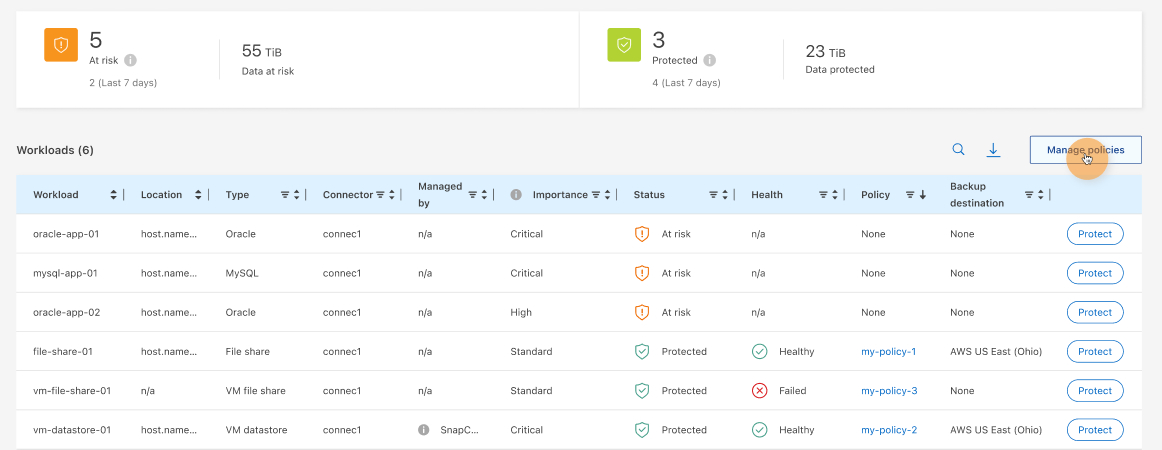 5
At risk
2 (Last 7 days)
55 TiB
Data at risk
3
Protected
4 (Last 7 days)
23 TiB
Data protected
Workloads (6)
Manage policies
Workload Location Type Connector Managed by Importance Status Health Policy Backup destination
oracle-app-01 host.name... Oracle connec1 n/a Critical At risk n/a None None Protect
mysql-app-01 host.name... MySQL connec1 n/a Critical At risk n/a None None Protect
oracle-app-02 host.name... Oracle connec1 n/a High At risk n/a None None Protect
file-share-01 host.name... File share connec1 n/a Standard Protected Healthy my-policy-1 AWS US East (Ohio) Protect
vm-file-share-01 n/a VM file share connec1 n/a Standard Protected Failed my-policy-3 None Protect
vm-datastore-01 host.name... VM datastore connec1 SnapC... Critical Protected Healthy my-policy-2 AWS US East (Ohio) Protect